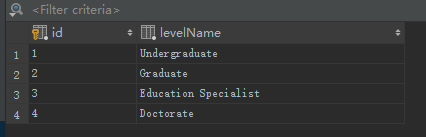 <Filter criteria>
id levelName
1 1 Undergraduate
2 2 Graduate
3 3 Education Specialist
4 4 Doctorate